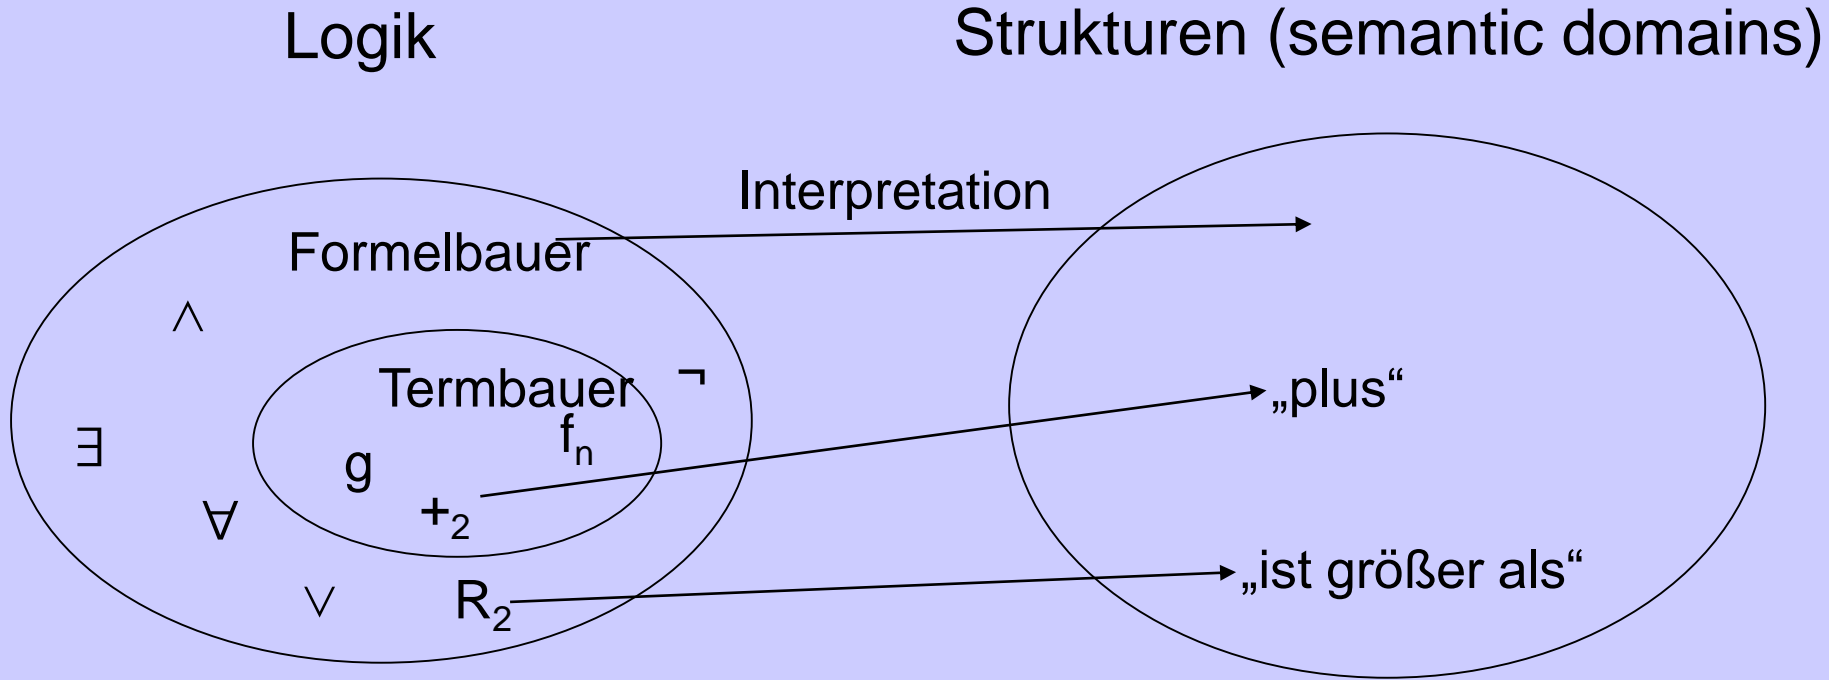 Logik
Strukturen (semantic domains)
Interpretation
Formelbauer
∧
Termbauer
¬
„plus“
∃
g
fn
∀
+2
∨
R2
„ist größer als“